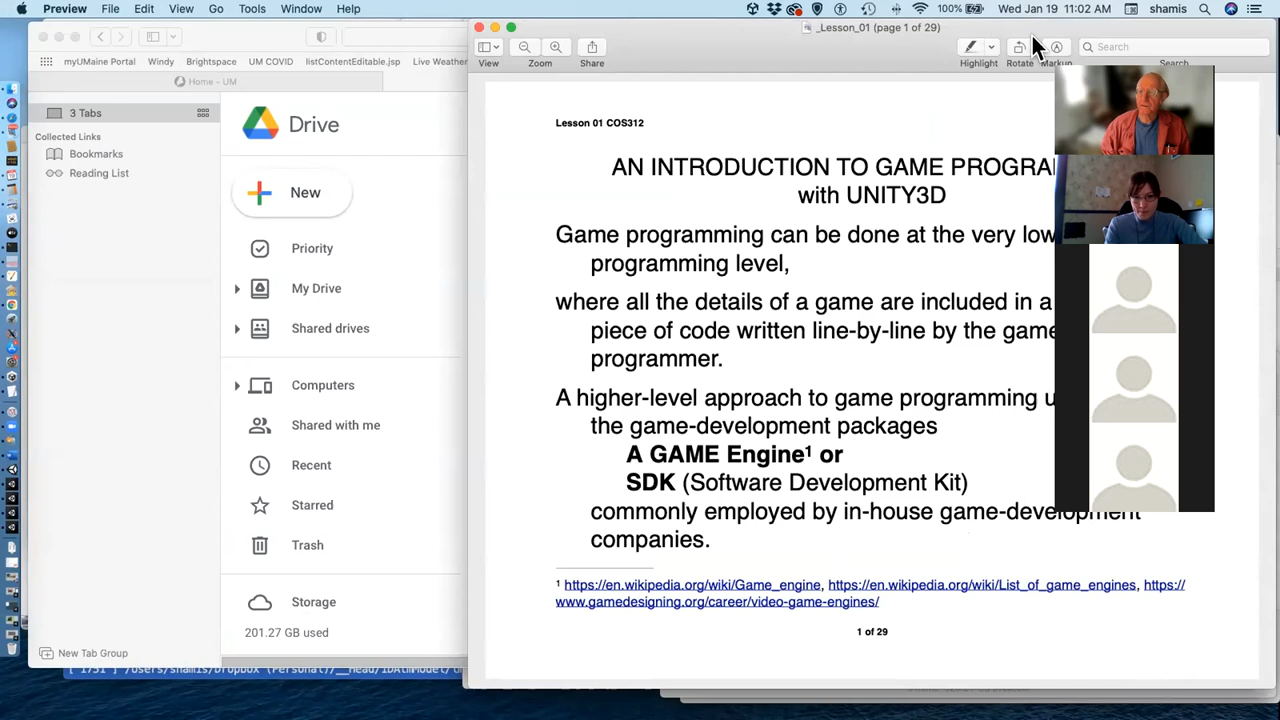 Preview File Edit View Go Tools Window Help 100% Wed Jan 19 11:02 AM shamis
_Lesson_01 (page 1 of 29)
View Zoom Share Highlight Rotate Markup Search
Search
myUMaine Portal Windy Brightspace UM COVID listContentEditable.jsp Live Weather
Home – UM
3 Tabs
Collected Links
Bookmarks
Reading List
New Tab Group
Drive
New
Priority
My Drive
Shared drives
Computers
Shared with me
Recent
Starred
Trash
Storage
201.27 GB used
Lesson 01 COS312
AN INTRODUCTION TO GAME PROGRA
with UNITY3D
Game programming can be done at the very low
programming level,
where all the details of a game are included in a
piece of code written line-by-line by the game
programmer.
A higher-level approach to game programming u
the game-development packages
A GAME Engine¹ or
SDK (Software Development Kit)
commonly employed by in-house game-development
companies.
¹ https://en.wikipedia.org/wiki/Game_engine, https://en.wikipedia.org/wiki/List_of_game_engines, https://
www.gamedesigning.org/career/video-game-engines/
1 of 29